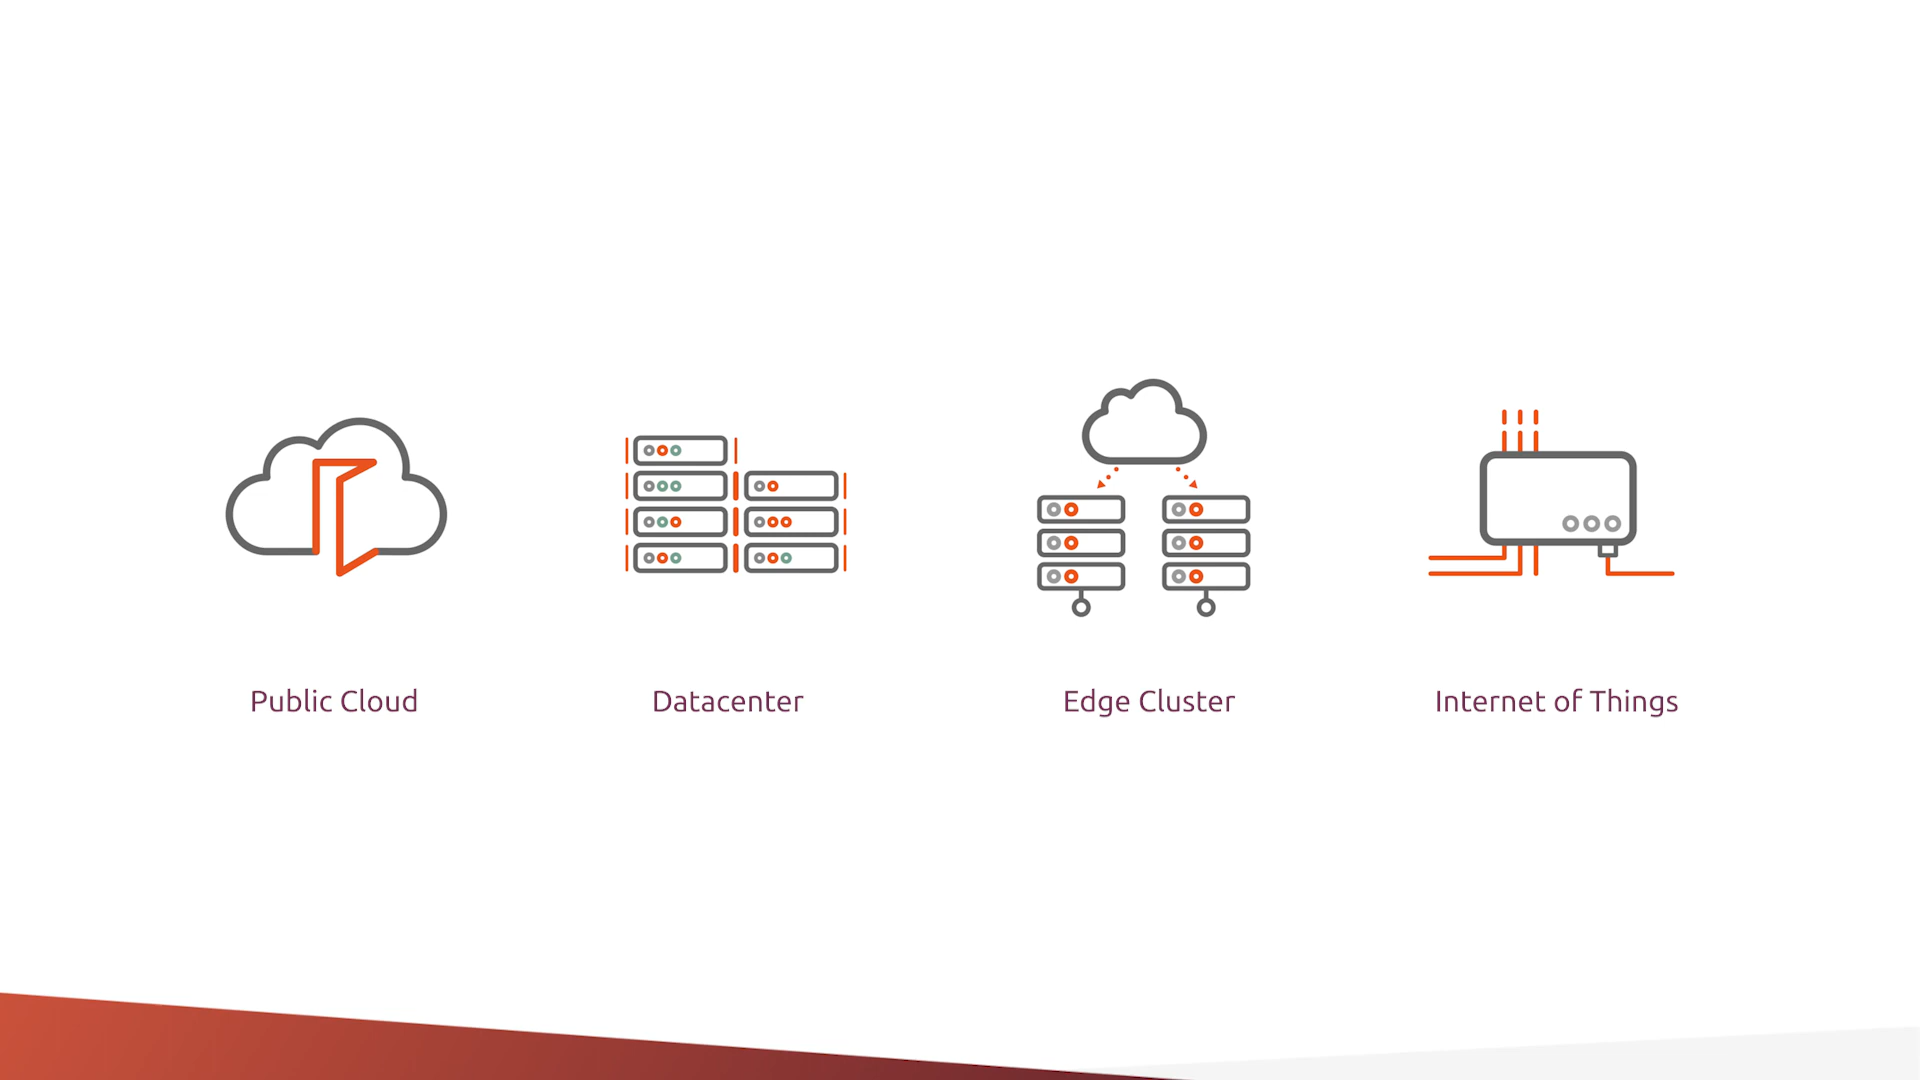 Public Cloud
Datacenter
Edge Cluster
Internet of Things